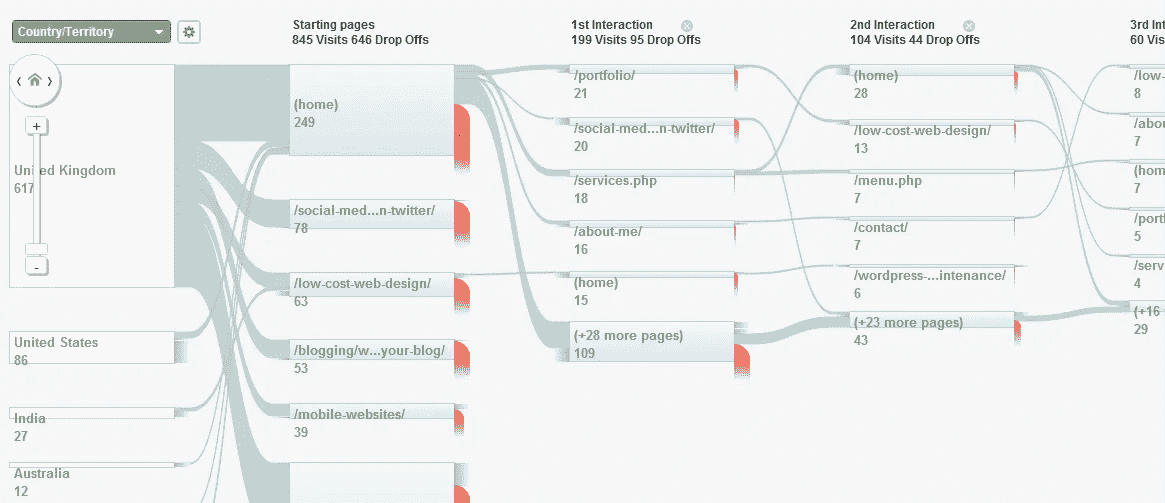 Country/Territory
Starting pages
845 Visits 646 Drop Offs
1st Interaction
199 Visits 95 Drop Offs
2nd Interaction
104 Visits 44 Drop Offs
3rd Int
60 Vis
United Kingdom
617
United States
86
India
27
Australia
12
+
-
(home)
249
/social-med...n-twitter/
78
/low-cost-web-design/
63
/blogging/w...your-blog/
53
/mobile-websites/
39
/portfolio/
21
/social-med...n-twitter/
20
/services.php
18
/about-me/
16
(home)
15
(+28 more pages)
109
(home)
28
/low-cost-web-design/
13
/menu.php
7
/contact/
7
/wordpress-...intenance/
6
(+23 more pages)
43
/low-
8
/abou
7
(hom
7
/portf
5
/serv
4
(+16
29